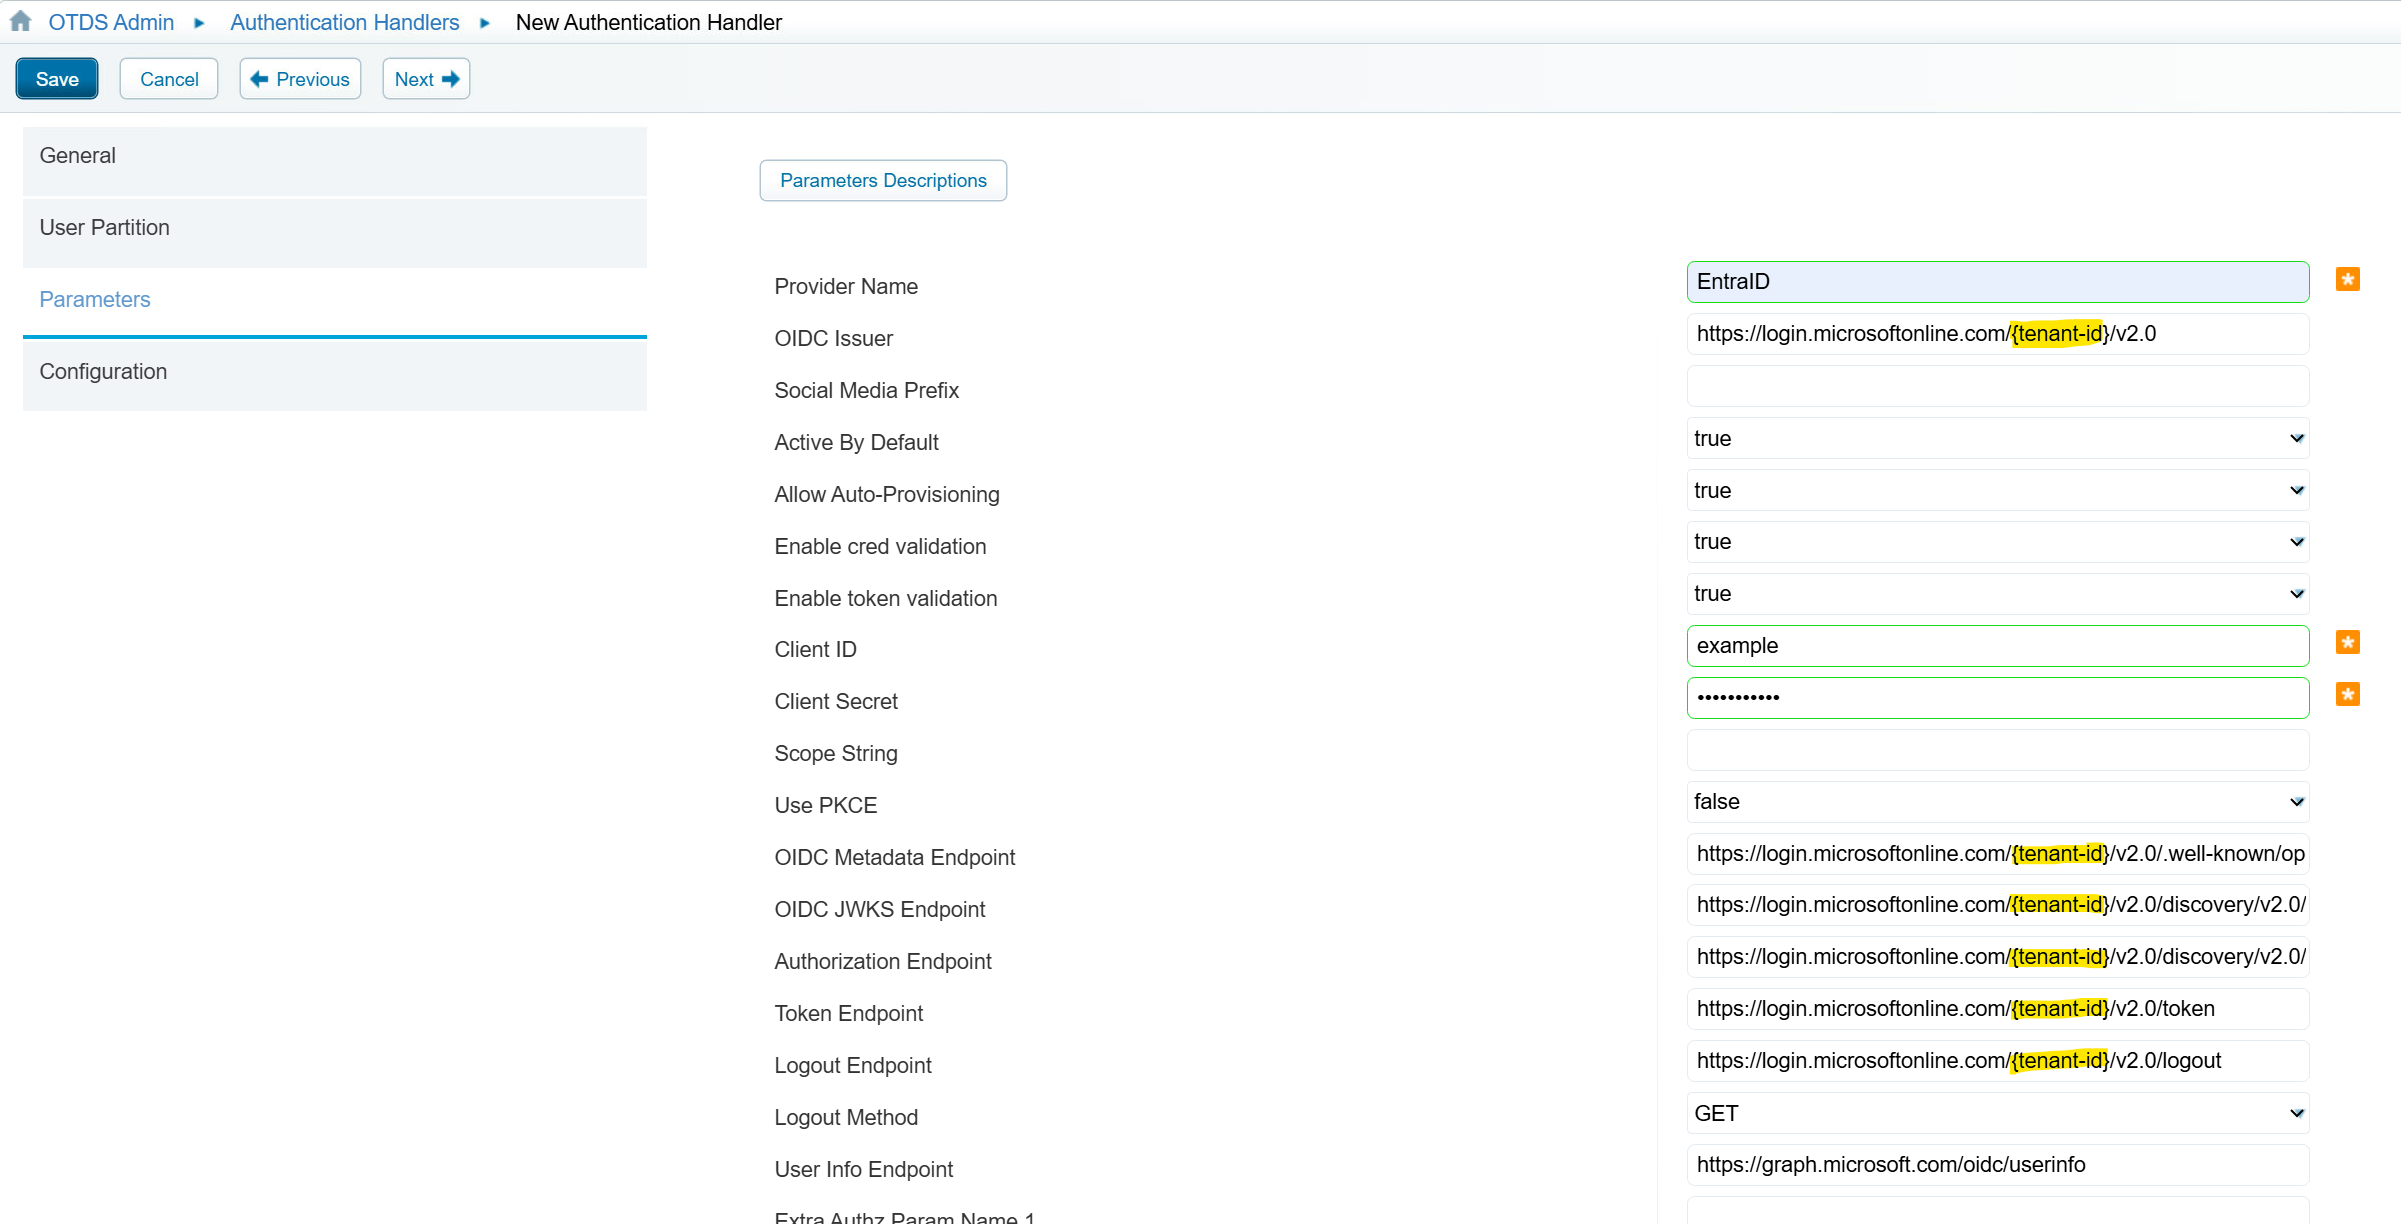 OTDS Admin Authentication Handlers New Authentication Handler
Save Cancel Previous Next
General
User Partition
Parameters
Configuration
Parameters Descriptions
Provider Name EntraID *
OIDC Issuer https://login.microsoftonline.com/{tenant-id}/v2.0
Social Media Prefix
Active By Default true
Allow Auto-Provisioning true
Enable cred validation true
Enable token validation true
Client ID example *
Client Secret ••••••••••• *
Scope String
Use PKCE false
OIDC Metadata Endpoint https://login.microsoftonline.com/{tenant-id}/v2.0/.well-known/op
OIDC JWKS Endpoint https://login.microsoftonline.com/{tenant-id}/v2.0/discovery/v2.0/
Authorization Endpoint https://login.microsoftonline.com/{tenant-id}/v2.0/discovery/v2.0/
Token Endpoint https://login.microsoftonline.com/{tenant-id}/v2.0/token
Logout Endpoint https://login.microsoftonline.com/{tenant-id}/v2.0/logout
Logout Method GET
User Info Endpoint https://graph.microsoft.com/oidc/userinfo
Extra Authz Param Name 1